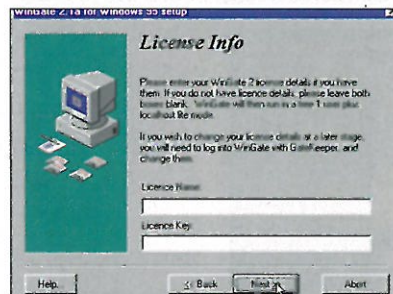 WinGate 2.1a for Windows 95 setup
License Info
Please enter your WinGate 2 license details if you have
them. If you do not have licence details, please leave both
boxes blank. WinGate will then run in a free 1 user plus
localhost lite mode.
If you wish to change your license details at a later stage,
you will need to log into WinGate with GateKeeper, and
change them.
Licence Name:
Licence Key:
Help.
< Back
Next >
Abort